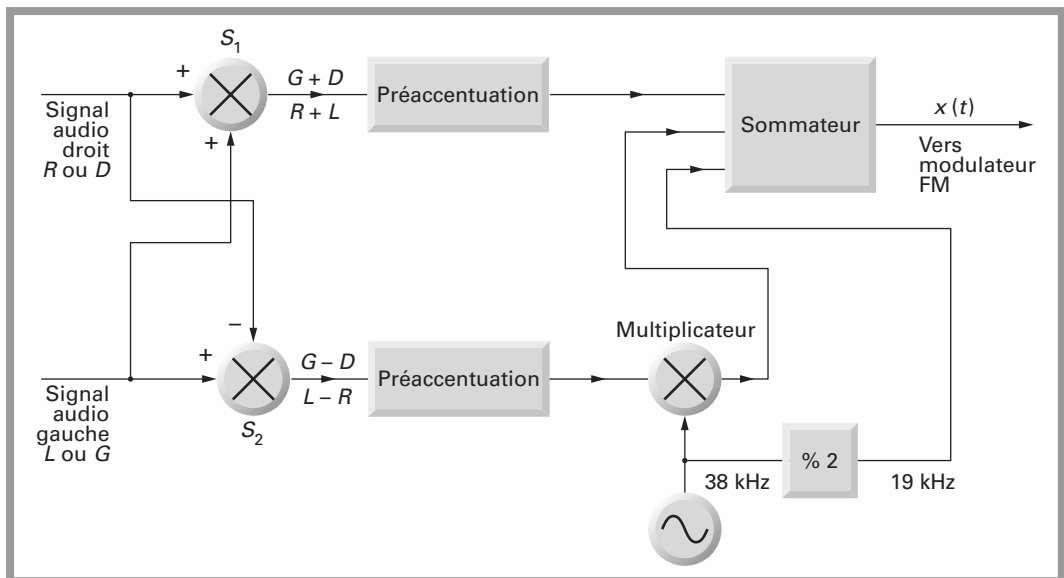 S1
+
G + D
R + L
Préaccentuation
Sommateur
x (t)
Vers
modulateur
FM
Signal
audio
droit
R ou D
+
–
Multiplicateur
+
G – D
L – R
Préaccentuation
Signal
audio
gauche
L ou G
S2
38 kHz
% 2
19 kHz